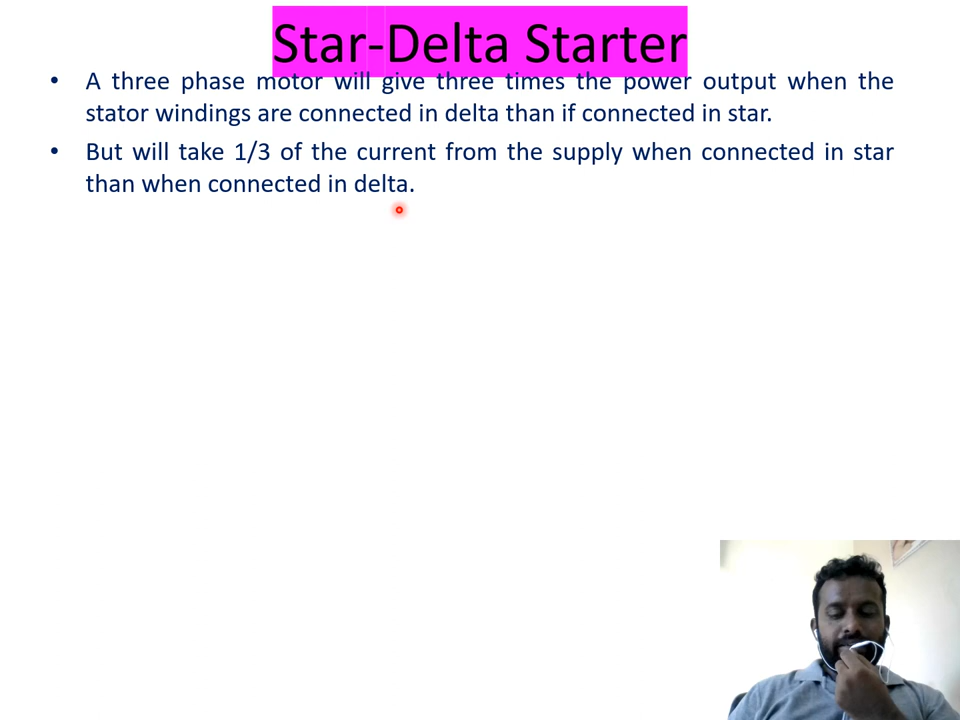 Star-Delta Starter
• A three phase motor will give three times the power output when the
stator windings are connected in delta than if connected in star.
• But will take 1/3 of the current from the supply when connected in star
than when connected in delta.